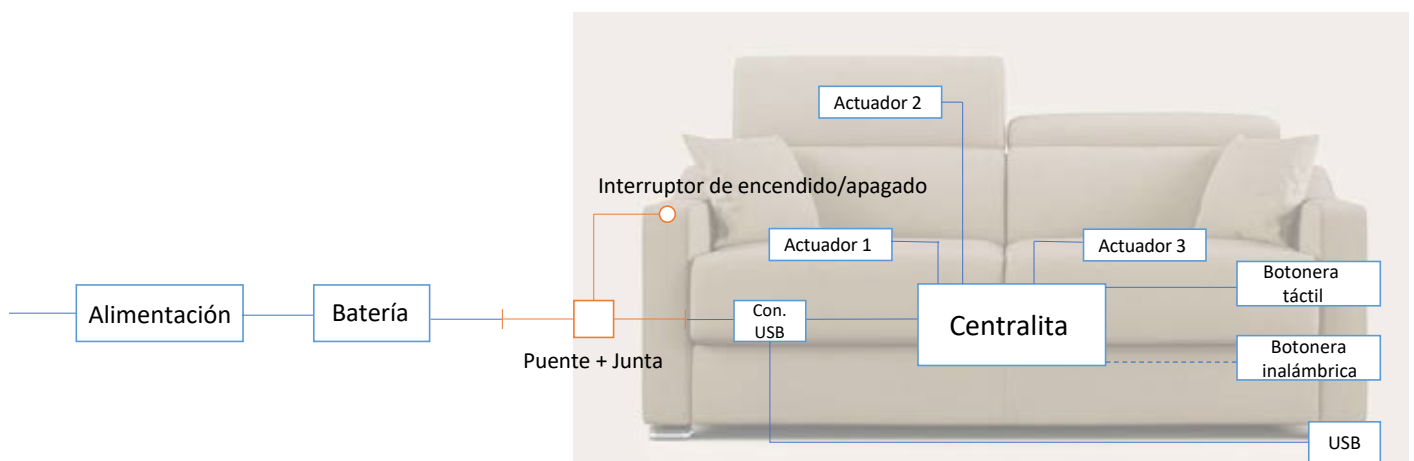 Actuador 2
Interruptor de encendido/apagado
Actuador 1
Actuador 3
Botonera
táctil
Alimentación
Batería
Con.
USB
Centralita
Puente + Junta
Botonera
inalámbrica
USB